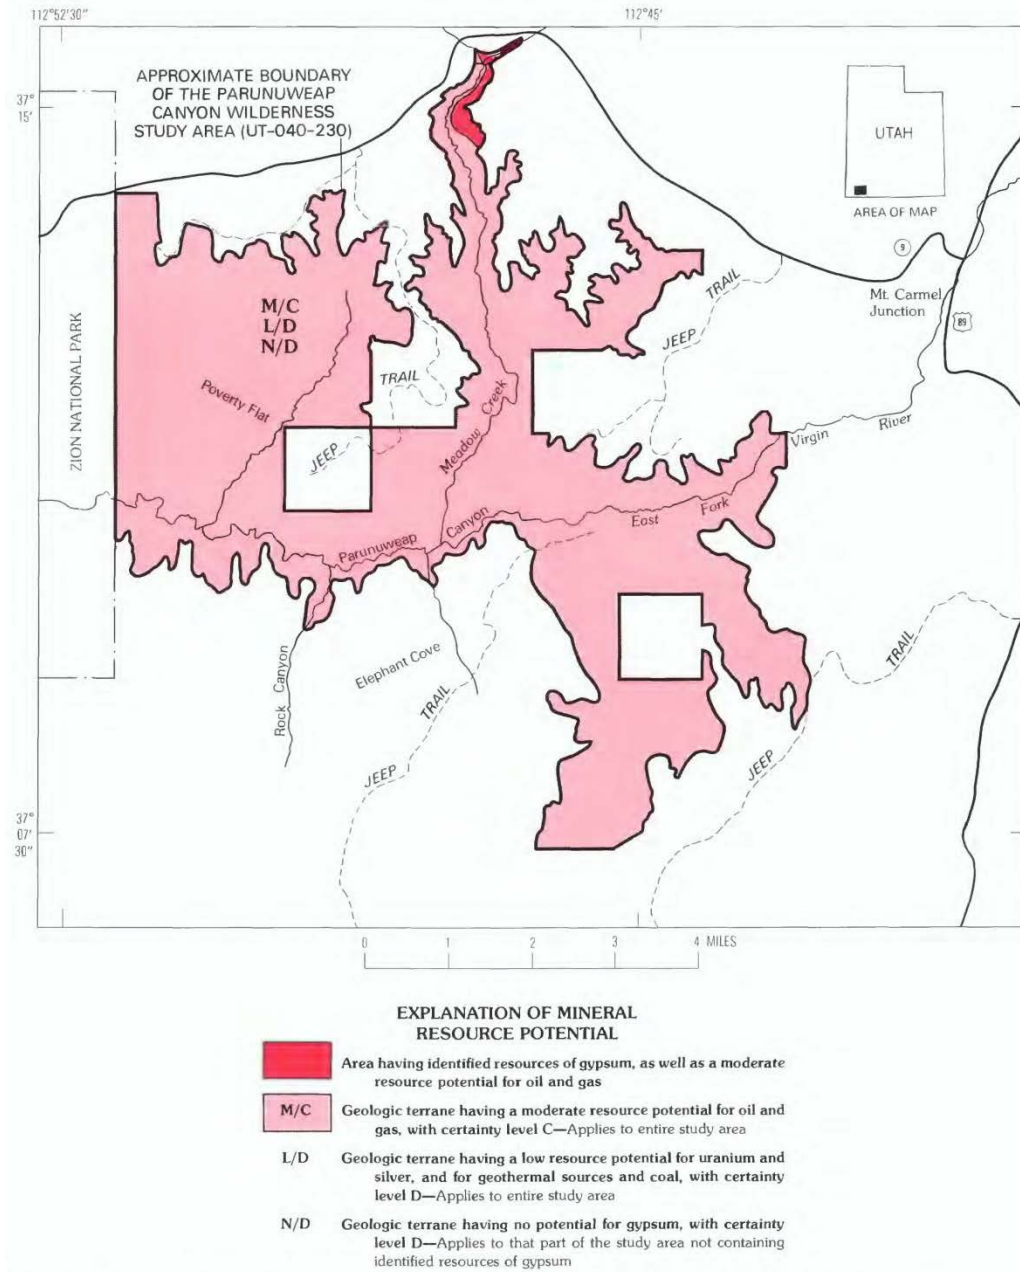 112°52'30"
112°45'
APPROXIMATE BOUNDARY
OF THE PARUNUWEAP
CANYON WILDERNESS
STUDY AREA (UT-040-230)
37°
15'
UTAH
AREA OF MAP
9
Mt. Carmel
Junction
89
TRAIL
JEEP
M/C
L/D
N/D
ZION NATIONAL PARK
Poverty Flat
TRAIL
JEEP
Meadow Creek
Virgin River
East Fork
Parunuweap Canyon
Rock Canyon
Elephant Cove
TRAIL
JEEP
TRAIL
JEEP
37°
07'
30"
0 1 2 3 4 MILES
EXPLANATION OF MINERAL
RESOURCE POTENTIAL
Area having identified resources of gypsum, as well as a moderate
resource potential for oil and gas
M/C Geologic terrane having a moderate resource potential for oil and
gas, with certainty level C—Applies to entire study area
L/D Geologic terrane having a low resource potential for uranium and
silver, and for geothermal sources and coal, with certainty
level D—Applies to entire study area
N/D Geologic terrane having no potential for gypsum, with certainty
level D—Applies to that part of the study area not containing
identified resources of gypsum